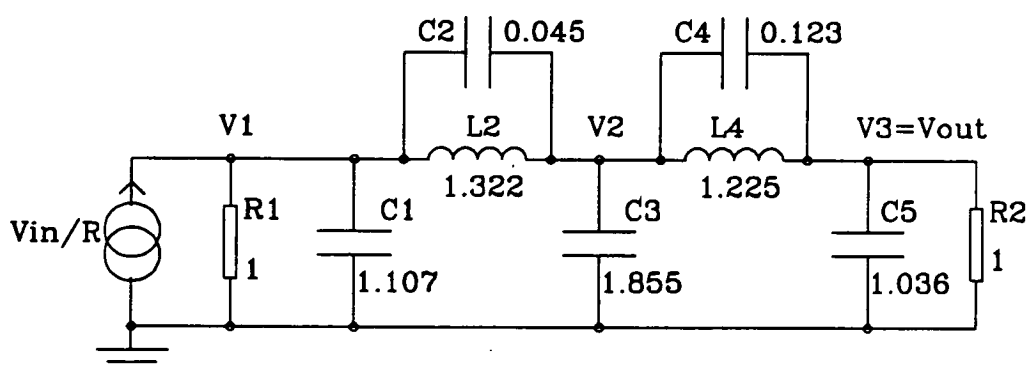 C2 0.045 C4 0.123
V1 L2 V2 L4 V3=Vout
1.322 1.225
Vin/R R1 C1 C3 C5 R2
1 1.107 1.855 1.036 1